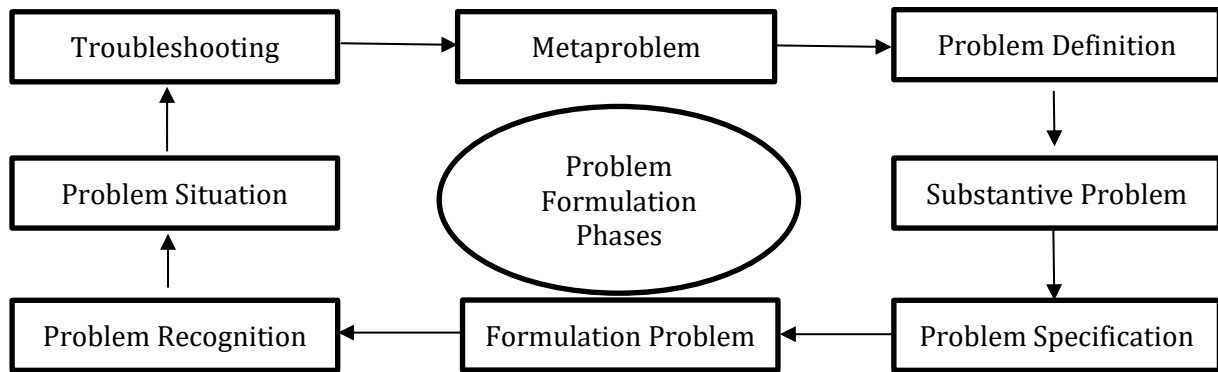 Troubleshooting
Metaproblem
Problem Definition
Problem Situation
Problem
Formulation
Phases
Substantive Problem
Problem Recognition
Formulation Problem
Problem Specification